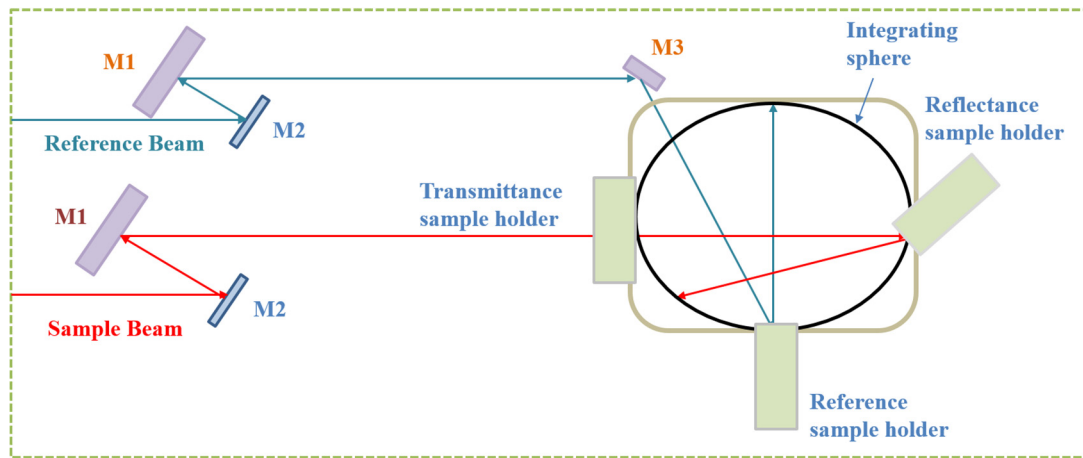 M1
M2
Reference Beam
M3
Integrating
sphere
Reflectance
sample holder
Transmittance
sample holder
M1
M2
Sample Beam
Reference
sample holder